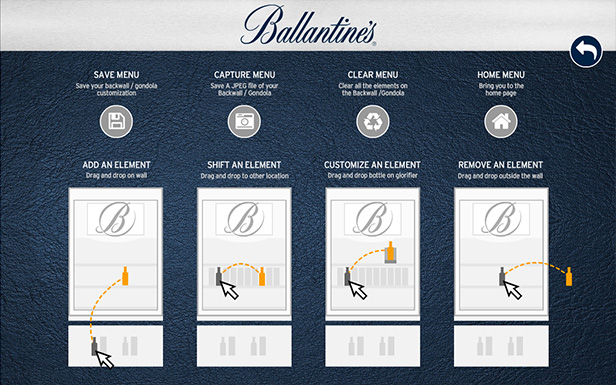 Ballantine's
SAVE MENU
Save your backwall / gondola
customization
CAPTURE MENU
Save A JPEG file of your
Backwall / Gondola
CLEAR MENU
Clear all the elements on
the Backwall /Gondola
HOME MENU
Bring you to the
home page
ADD AN ELEMENT
Drag and drop on wall
SHIFT AN ELEMENT
Drag and drop to other location
CUSTOMIZE AN ELEMENT
Drag and drop bottle on glorifier
REMOVE AN ELEMENT
Drag and drop outside the wall
B
B
B
B